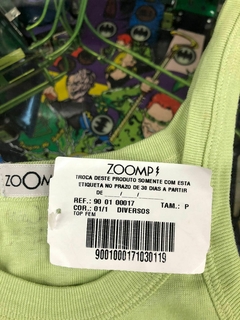 ZOOMP
ZOOMP
TROCA DESTE PRODUTO SOMENTE COM ESTA
ETIQUETA NO PRAZO DE 30 DIAS A PARTIR
DE ___/___/___
REF.: 90 01 00017 TAM.: P
COR.: 01/1 DIVERSOS
TOP FEM
9001000171030119